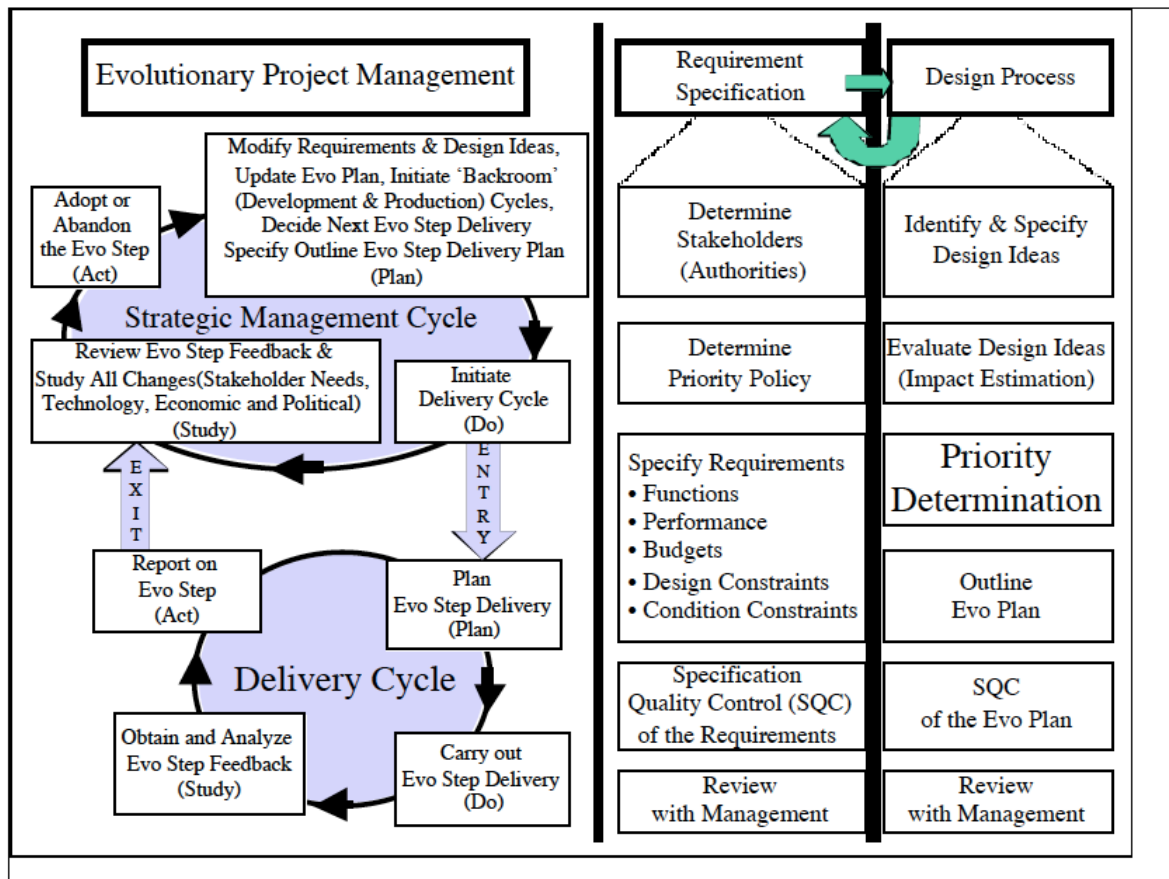 Evolutionary Project Management
Modify Requirements & Design Ideas,
Update Evo Plan, Initiate ‘Backroom’
(Development & Production) Cycles,
Decide Next Evo Step Delivery
Specify Outline Evo Step Delivery Plan
(Plan)
Adopt or
Abandon
the Evo Step
(Act)
Strategic Management Cycle
Review Evo Step Feedback &
Study All Changes(Stakeholder Needs,
Technology, Economic and Political)
(Study)
Initiate
Delivery Cycle
(Do)
EXIT
ENTRY
Report on
Evo Step
(Act)
Plan
Evo Step Delivery
(Plan)
Delivery Cycle
Obtain and Analyze
Evo Step Feedback
(Study)
Carry out
Evo Step Delivery
(Do)
Requirement
Specification
Determine
Stakeholders
(Authorities)
Determine
Priority Policy
Specify Requirements
• Functions
• Performance
• Budgets
• Design Constraints
• Condition Constraints
Specification
Quality Control (SQC)
of the Requirements
Review
with Management
Design Process
Identify & Specify
Design Ideas
Evaluate Design Ideas
(Impact Estimation)
Priority
Determination
Outline
Evo Plan
SQC
of the Evo Plan
Review
with Management